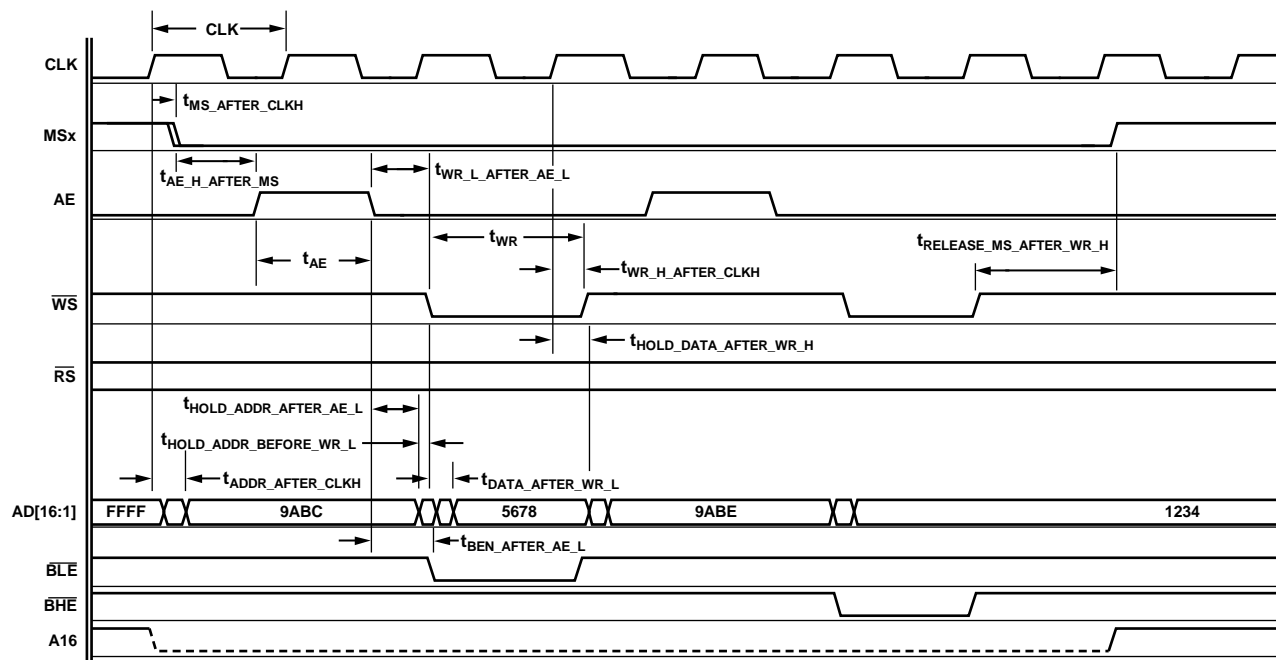 CLK
CLK
tMS_AFTER_CLKH
MSx
tAE_H_AFTER_MS
tWR_L_AFTER_AE_L
AE
tWR
tRELEASE_MS_AFTER_WR_H
tAE
tWR_H_AFTER_CLKH
WS
tHOLD_DATA_AFTER_WR_H
RS
tHOLD_ADDR_AFTER_AE_L
tHOLD_ADDR_BEFORE_WR_L
tADDR_AFTER_CLKH
tDATA_AFTER_WR_L
AD[16:1] FFFF 9ABC 5678 9ABE 1234
tBEN_AFTER_AE_L
BLE
BHE
A16